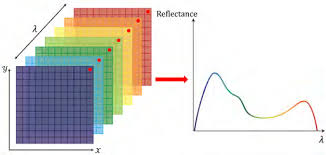 λ
y
x
Reflectance
λ